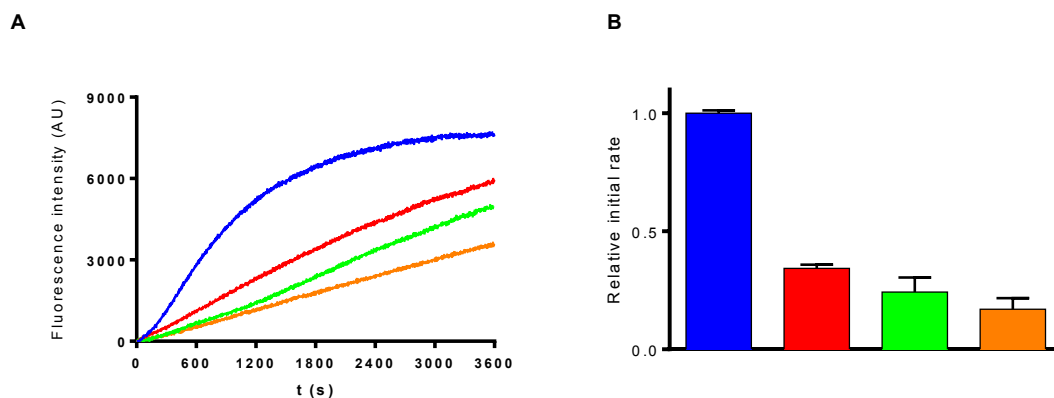 A
B
Fluorescence intensity (AU)
9000
6000
3000
0
0 600 1200 1800 2400 3000 3600
t (s)
Relative initial rate
1.0
0.5
0.0